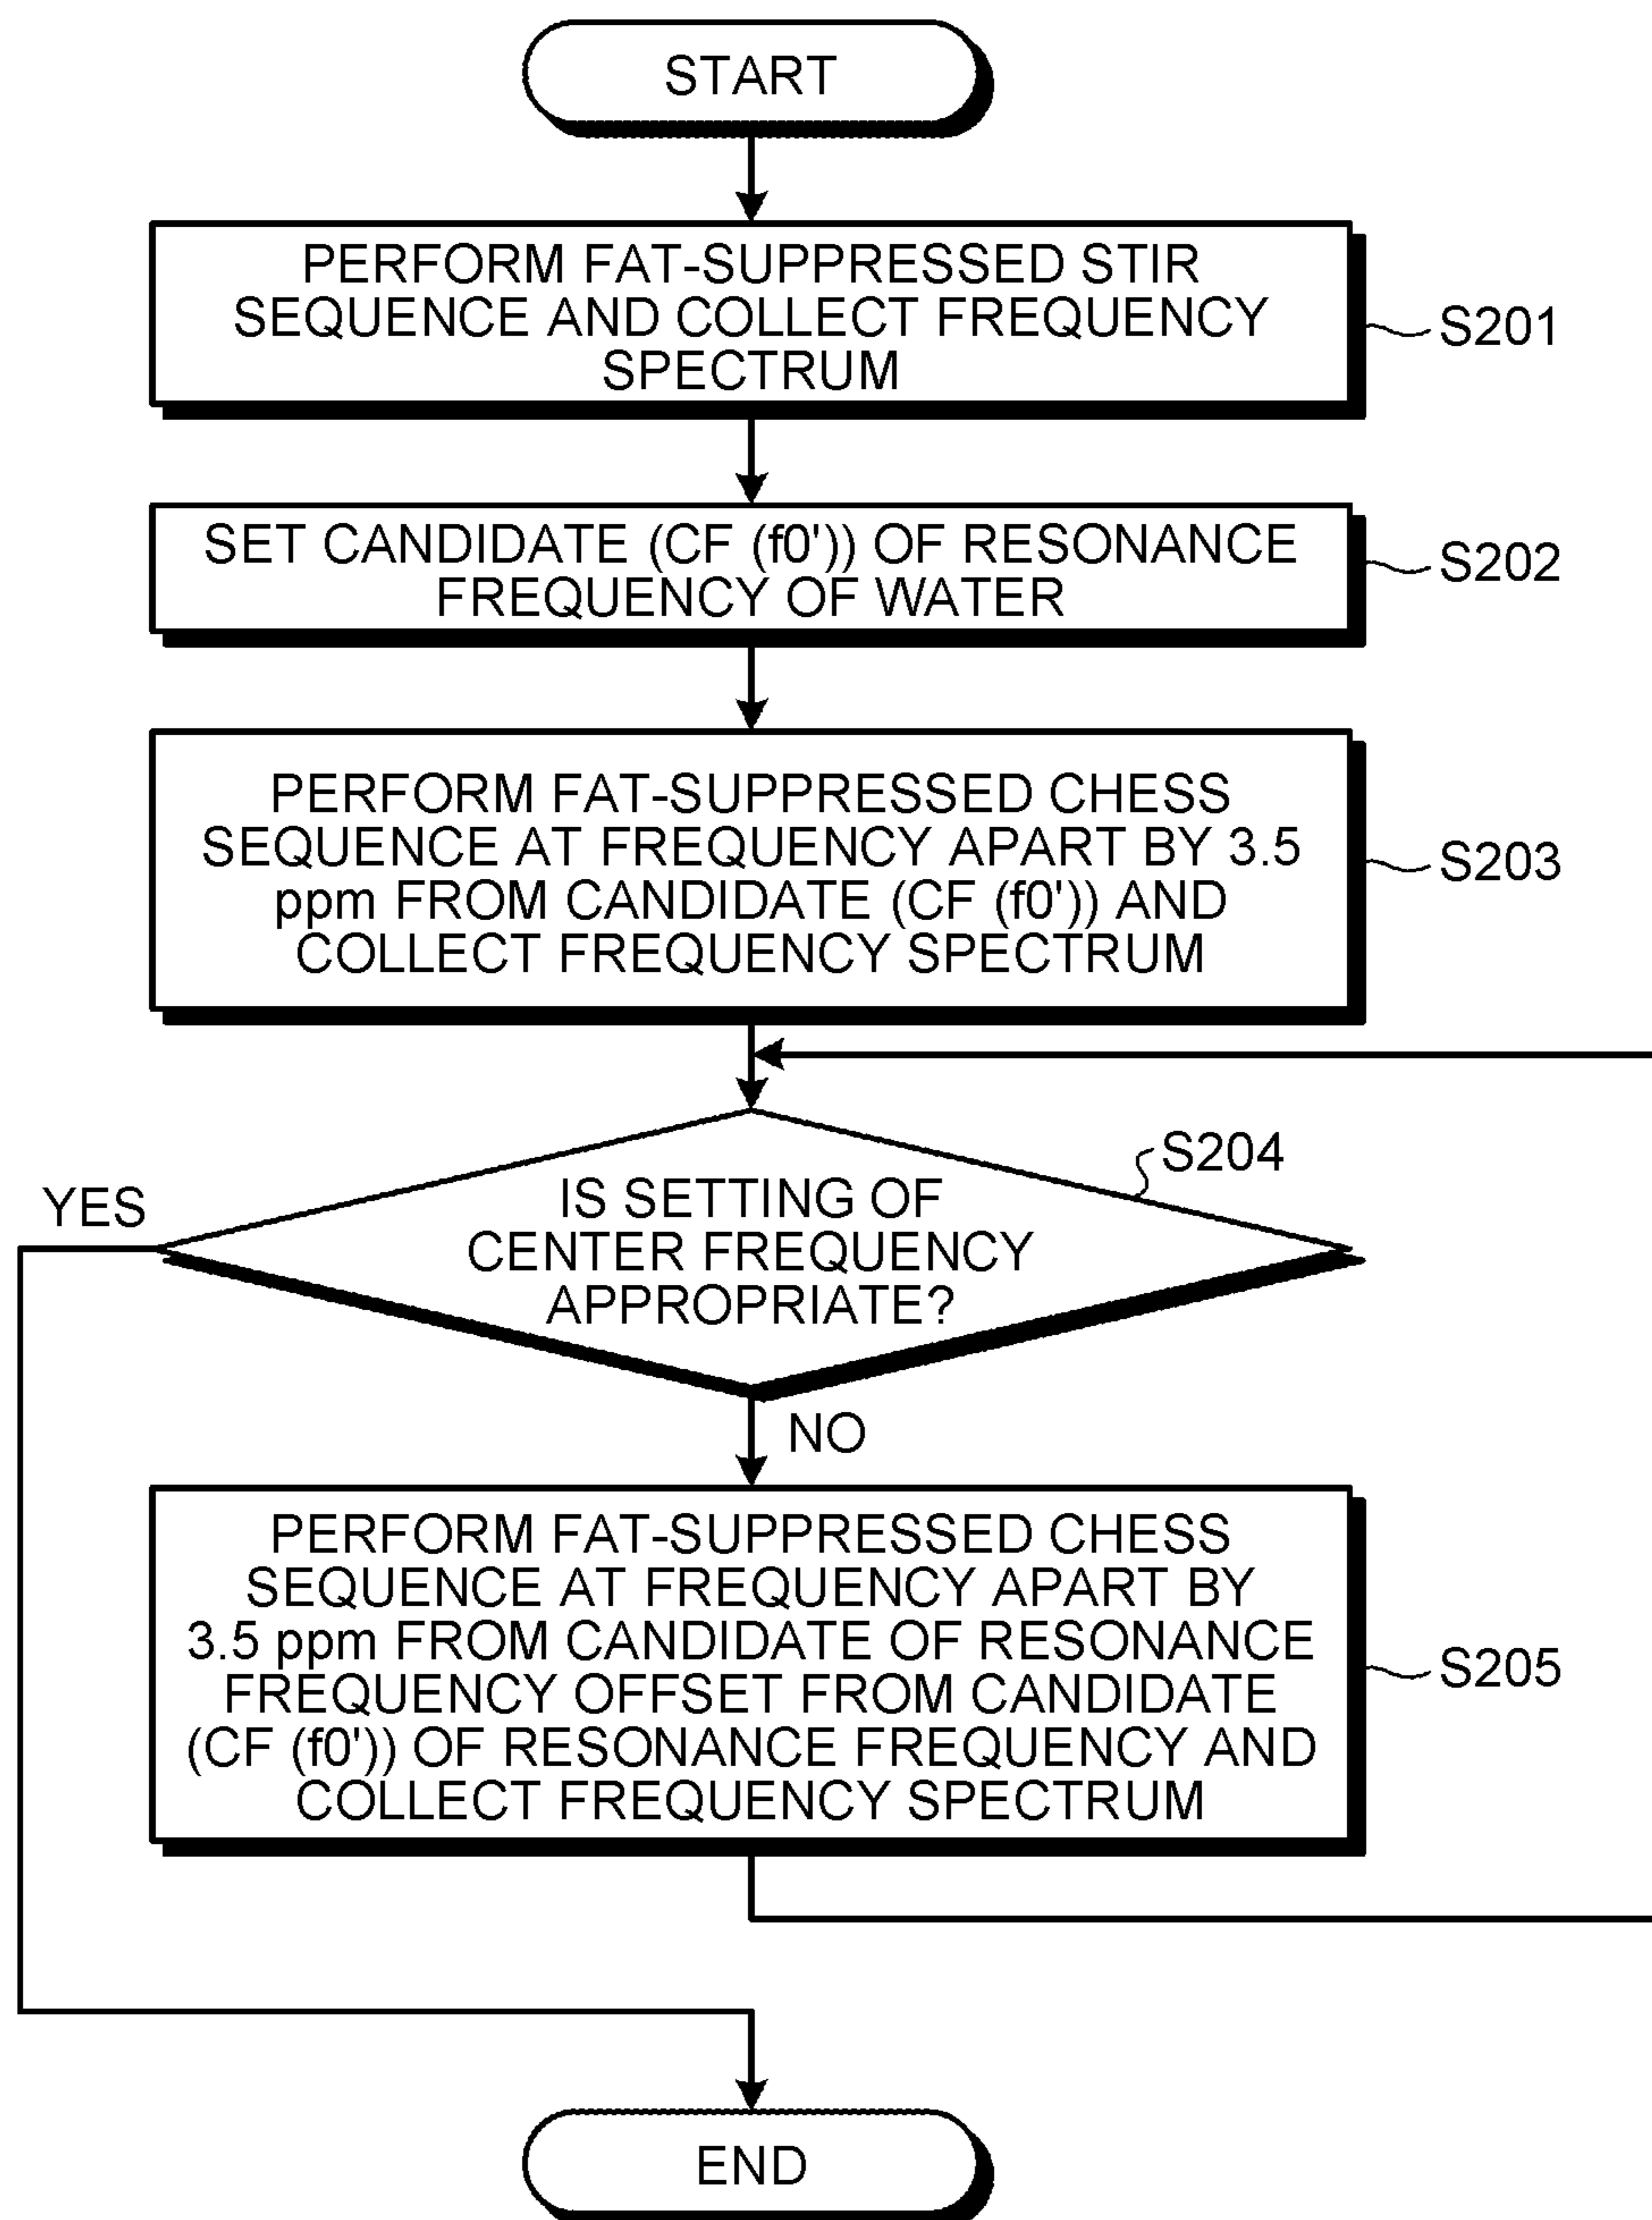 START
PERFORM FAT-SUPPRESSED STIR
SEQUENCE AND COLLECT FREQUENCY
SPECTRUM
S201
SET CANDIDATE (CF (f0')) OF RESONANCE
FREQUENCY OF WATER
S202
PERFORM FAT-SUPPRESSED CHESS
SEQUENCE AT FREQUENCY APART BY 3.5
ppm FROM CANDIDATE (CF (f0')) AND
COLLECT FREQUENCY SPECTRUM
S203
S204
YES
IS SETTING OF
CENTER FREQUENCY
APPROPRIATE?
NO
PERFORM FAT-SUPPRESSED CHESS
SEQUENCE AT FREQUENCY APART BY
3.5 ppm FROM CANDIDATE OF RESONANCE
FREQUENCY OFFSET FROM CANDIDATE
(CF (f0')) OF RESONANCE FREQUENCY AND
COLLECT FREQUENCY SPECTRUM
S205
END